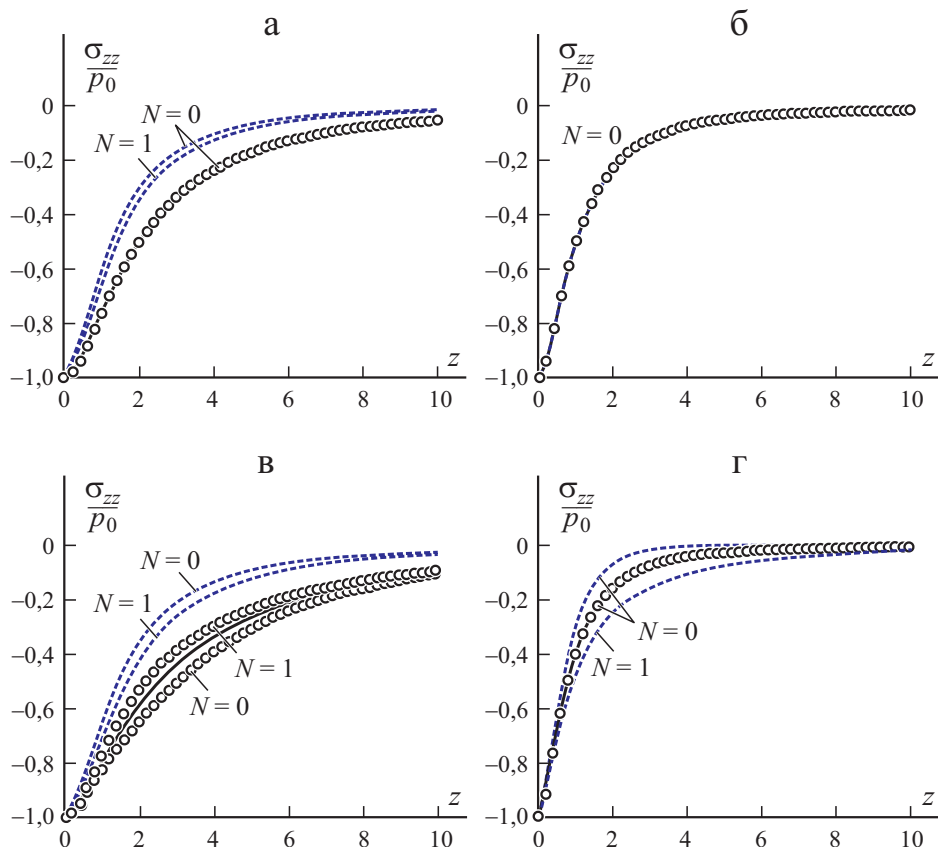 а
σzz
p0
0
–0,2
–0,4
–0,6
–0,8
–1,0
N = 0
N = 1
z
0 2 4 6 8 10
б
σzz
p0
0
–0,2
–0,4
–0,6
–0,8
–1,0
N = 0
z
0 2 4 6 8 10
в
σzz
p0
0
–0,2
–0,4
–0,6
–0,8
–1,0
N = 0
N = 1
N = 1
N = 0
z
0 2 4 6 8 10
г
σzz
p0
0
–0,2
–0,4
–0,6
–0,8
–1,0
N = 0
N = 1
z
0 2 4 6 8 10